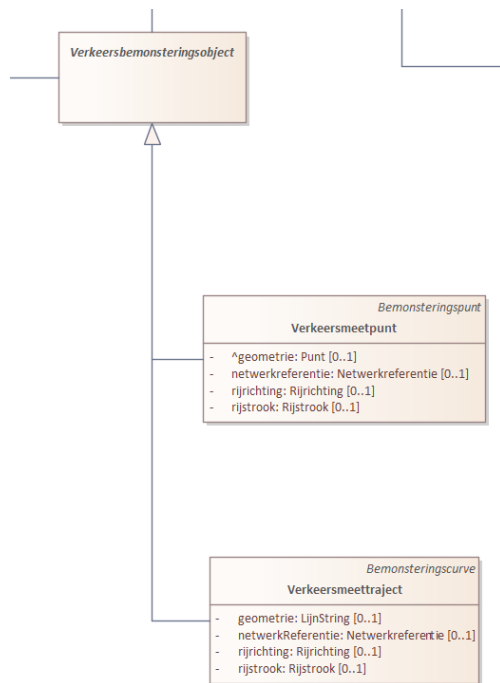 Verkeersbemonsteringsobject
Bemonsteringspunt
Verkeersmeetpunt
- ^geometrie: Punt [0..1]
- netwerkreferentie: Netwerkreferentie [0..1]
- rijrichting: Rijrichting [0..1]
- rijstrook: Rijstrook [0..1]
Bemonsteringscurve
Verkeersmeettraject
- geometrie: LijnString [0..1]
- netwerkReferentie: Netwerkreferentie [0..1]
- rijrichting: Rijrichting [0..1]
- rijstrook: Rijstrook [0..1]